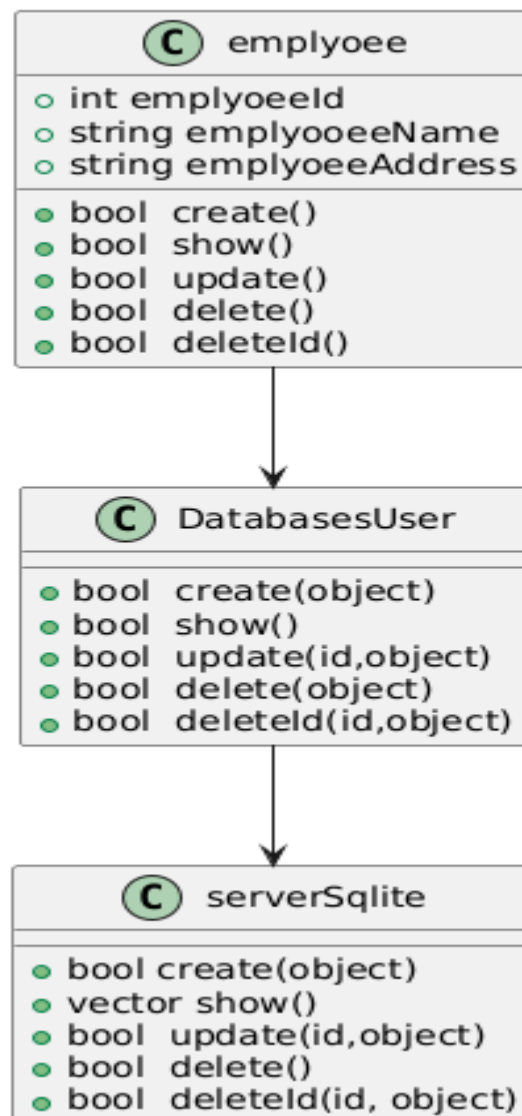 C emplyoee
int emplyoeeId
string emplyooeeName
string emplyoeeAddress
bool create()
bool show()
bool update()
bool delete()
bool deleteId()
C DatabasesUser
bool create(object)
bool show()
bool update(id,object)
bool delete(object)
bool deleteId(id,object)
C serverSqlite
bool create(object)
vector show()
bool update(id,object)
bool delete()
bool deleteId(id, object)